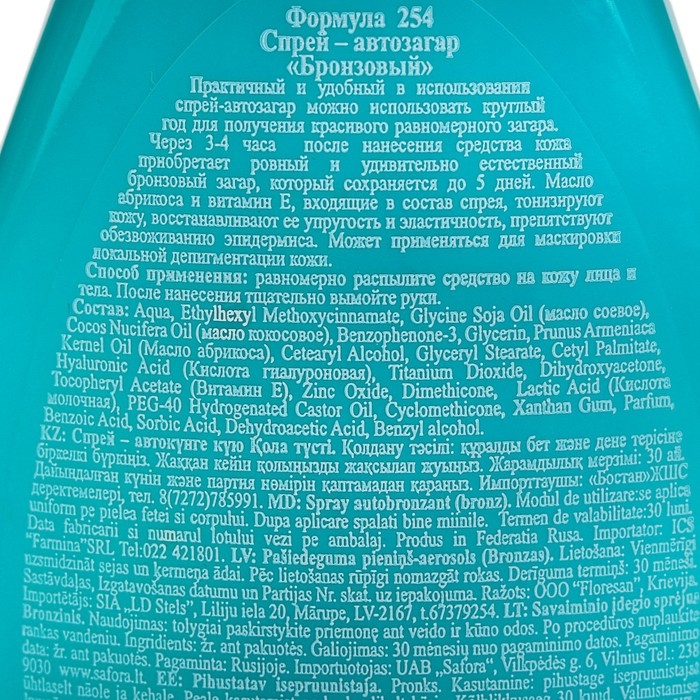 Формула 254
Спрей – автозагар
«Бронзовый»
Практичный и удобный в использовании
спрей-автозагар можно использовать круглый
год для получения красивого равномерного загара.
Через 3-4 часа после нанесения средства кожа
приобретает ровный и удивительно естественный
бронзовый загар, который сохраняется до 5 дней. Масло
абрикоса и витамин Е, входящие в состав спрея, тонизируют
кожу, восстанавливают ее упругость и эластичность, препятствуют
обезвоживанию эпидермиса. Может применяться для маскировки
локальной депигментации кожи.
Способ применения: равномерно распылите средство на кожу лица и
тела. После нанесения тщательно вымойте руки.
Состав: Aqua, Ethylhexyl Methoxycinnamate, Glycine Soja Oil (масло соевое),
Cocos Nucifera Oil (масло кокосовое), Benzophenone-3, Glycerin, Prunus Armeniaca
Kernel Oil (Масло абрикоса), Cetearyl Alcohol, Glyceryl Stearate, Cetyl Palmitate,
Hyaluronic Acid (Кислота гиалуроновая), Titanium Dioxide, Dihydroxyacetone,
Tocopheryl Acetate (Витамин Е), Zinc Oxide, Dimethicone, Lactic Acid (Кислота
молочная), PEG-40 Hydrogenated Castor Oil, Cyclomethicone, Xanthan Gum, Parfum,
Benzoic Acid, Sorbic Acid, Dehydroacetic Acid, Benzyl alcohol.
KZ: Спрей – автокүнге күю Қола түсті. Қолдану тәсілі: құралды бет және дене терісіне
біркелкі бүркіңіз. Жаққан кейін қолыңызды жақсылап жуыңыз. Жарамдылық мерзімі: 30 ай.
Дайындалған күнін және партия нөмірін қаптамадан қараңыз. Импорттаушы: «Бостан»ЖШС
деректемелері, тел. 8(7272)785991. MD: Spray autobronzant (bronz). Modul de utilizare:se aplică
uniform pe pielea fetei si corpului. Dupa aplicare spalati bine miinile. Termen de valabilitate:30 luni.
Data fabricarii si numarul lotului vezi pe ambalaj. Produs in Federatia Rusa. Importator: ICS
“Farmina”SRL Tel:022 421801. LV: Pašiedeguma pieniņš-aerosols (Bronzas). Lietošana: Vienmērīgi
uzsmidzināt sejas un ķermeņa ādai. Pēc lietošanas rūpīgi nomazgāt rokas. Derīguma termiņš: 30 mēneši.
Sastāvdaļas, Izgatavošanas datumu un Partijas Nr. skat. uz iepakojuma. Ražots: ООО “Floresan”, Krievija.
Importētājs: SIA „LD Stels”, Liliju iela 20, Mārupe, LV-2167, t.67379254. LT: Savaiminio įdegio sprėjus
Bronzinis. Naudojimas: tolygiai paskirstykite priemonę ant veido ir kūno odos. Po procedūros nuplaukite
rankas vandeniu. Ingridients: žr. ant pakuotės. Galiojimas: 30 mėnesių nuo pagaminimo datos. Pagaminimo
data: žr. ant pakuotės. Pagaminta: Rusijoje. Importuotojas: UAB „Safora”, Vilkpėdės g. 6, Vilnius Tel.: 238
9030 www.safora.lt. EE: Pihustatav isepruunistaja. Pronks. Kasutamine: pihustage isepruunistaja
ühtlaselt näole ja kehale.